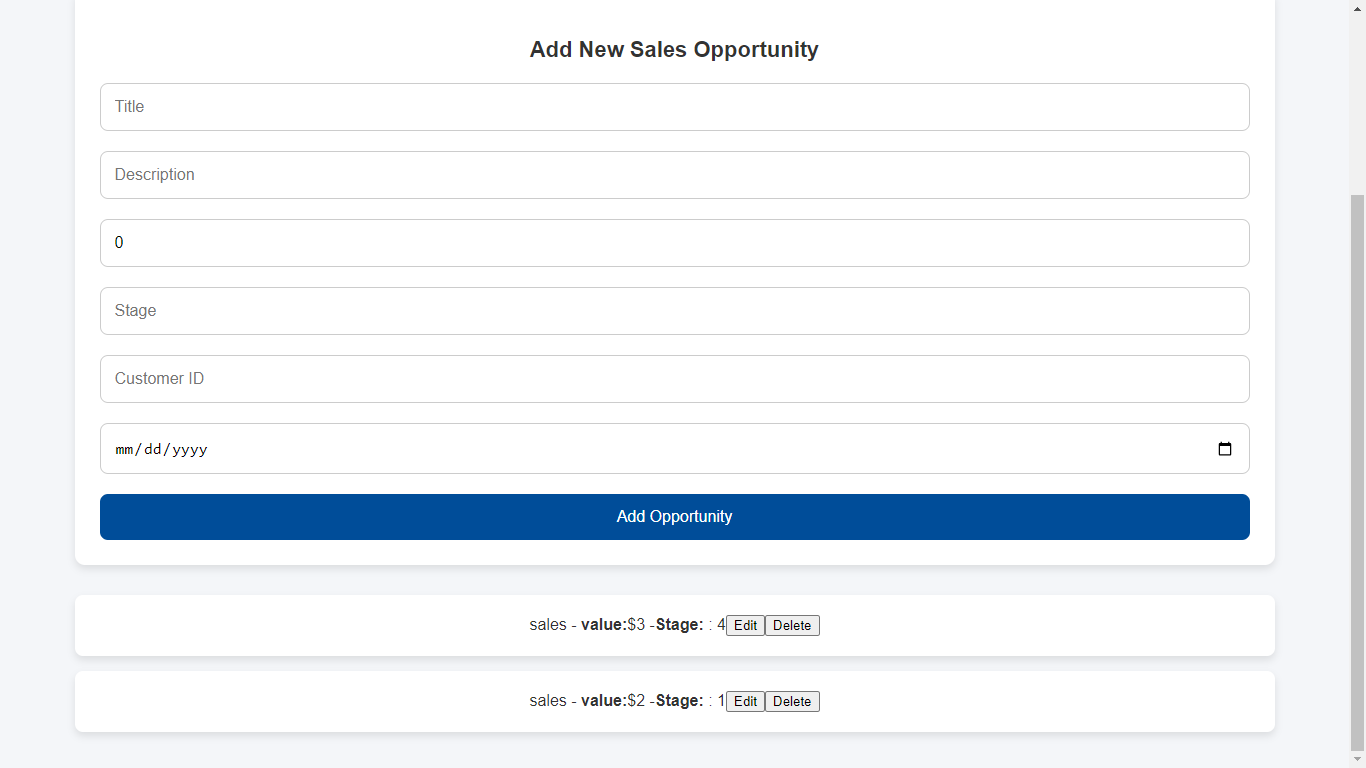 Add New Sales Opportunity
Title
Description
0
Stage
Customer ID
mm/dd/yyyy
Add Opportunity
sales - value:$3 -Stage: : 4 Edit Delete
sales - value:$2 -Stage: : 1 Edit Delete